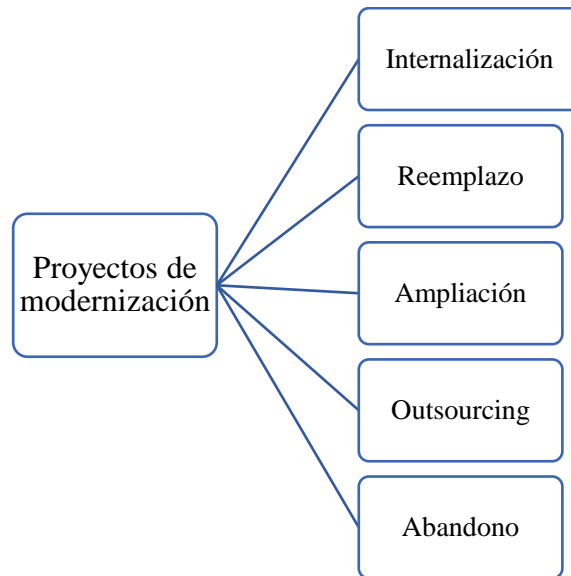 Proyectos de
modernización
Internalización
Reemplazo
Ampliación
Outsourcing
Abandono